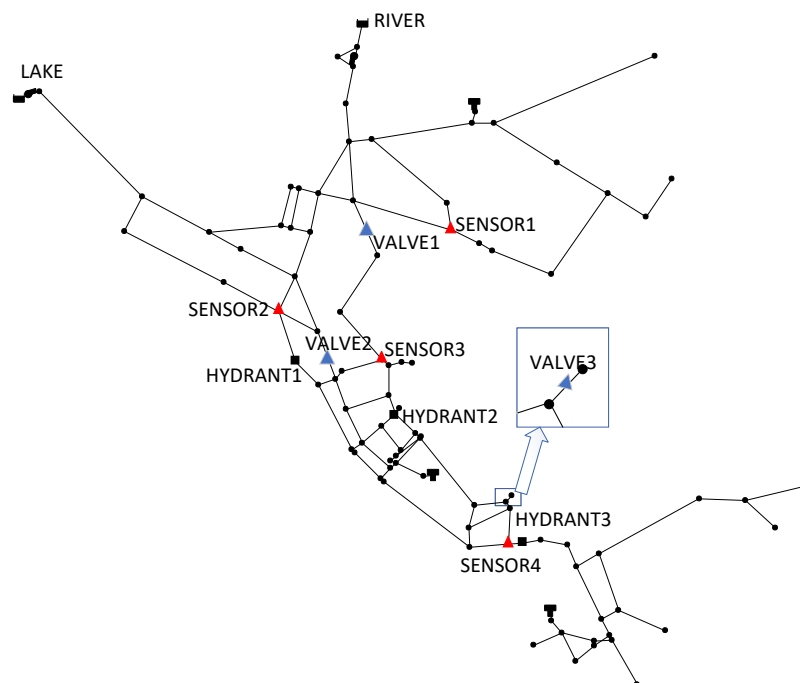 RIVER
LAKE
SENSOR1
VALVE1
SENSOR2
VALVE2
SENSOR3
VALVE3
HYDRANT1
HYDRANT2
HYDRANT3
SENSOR4